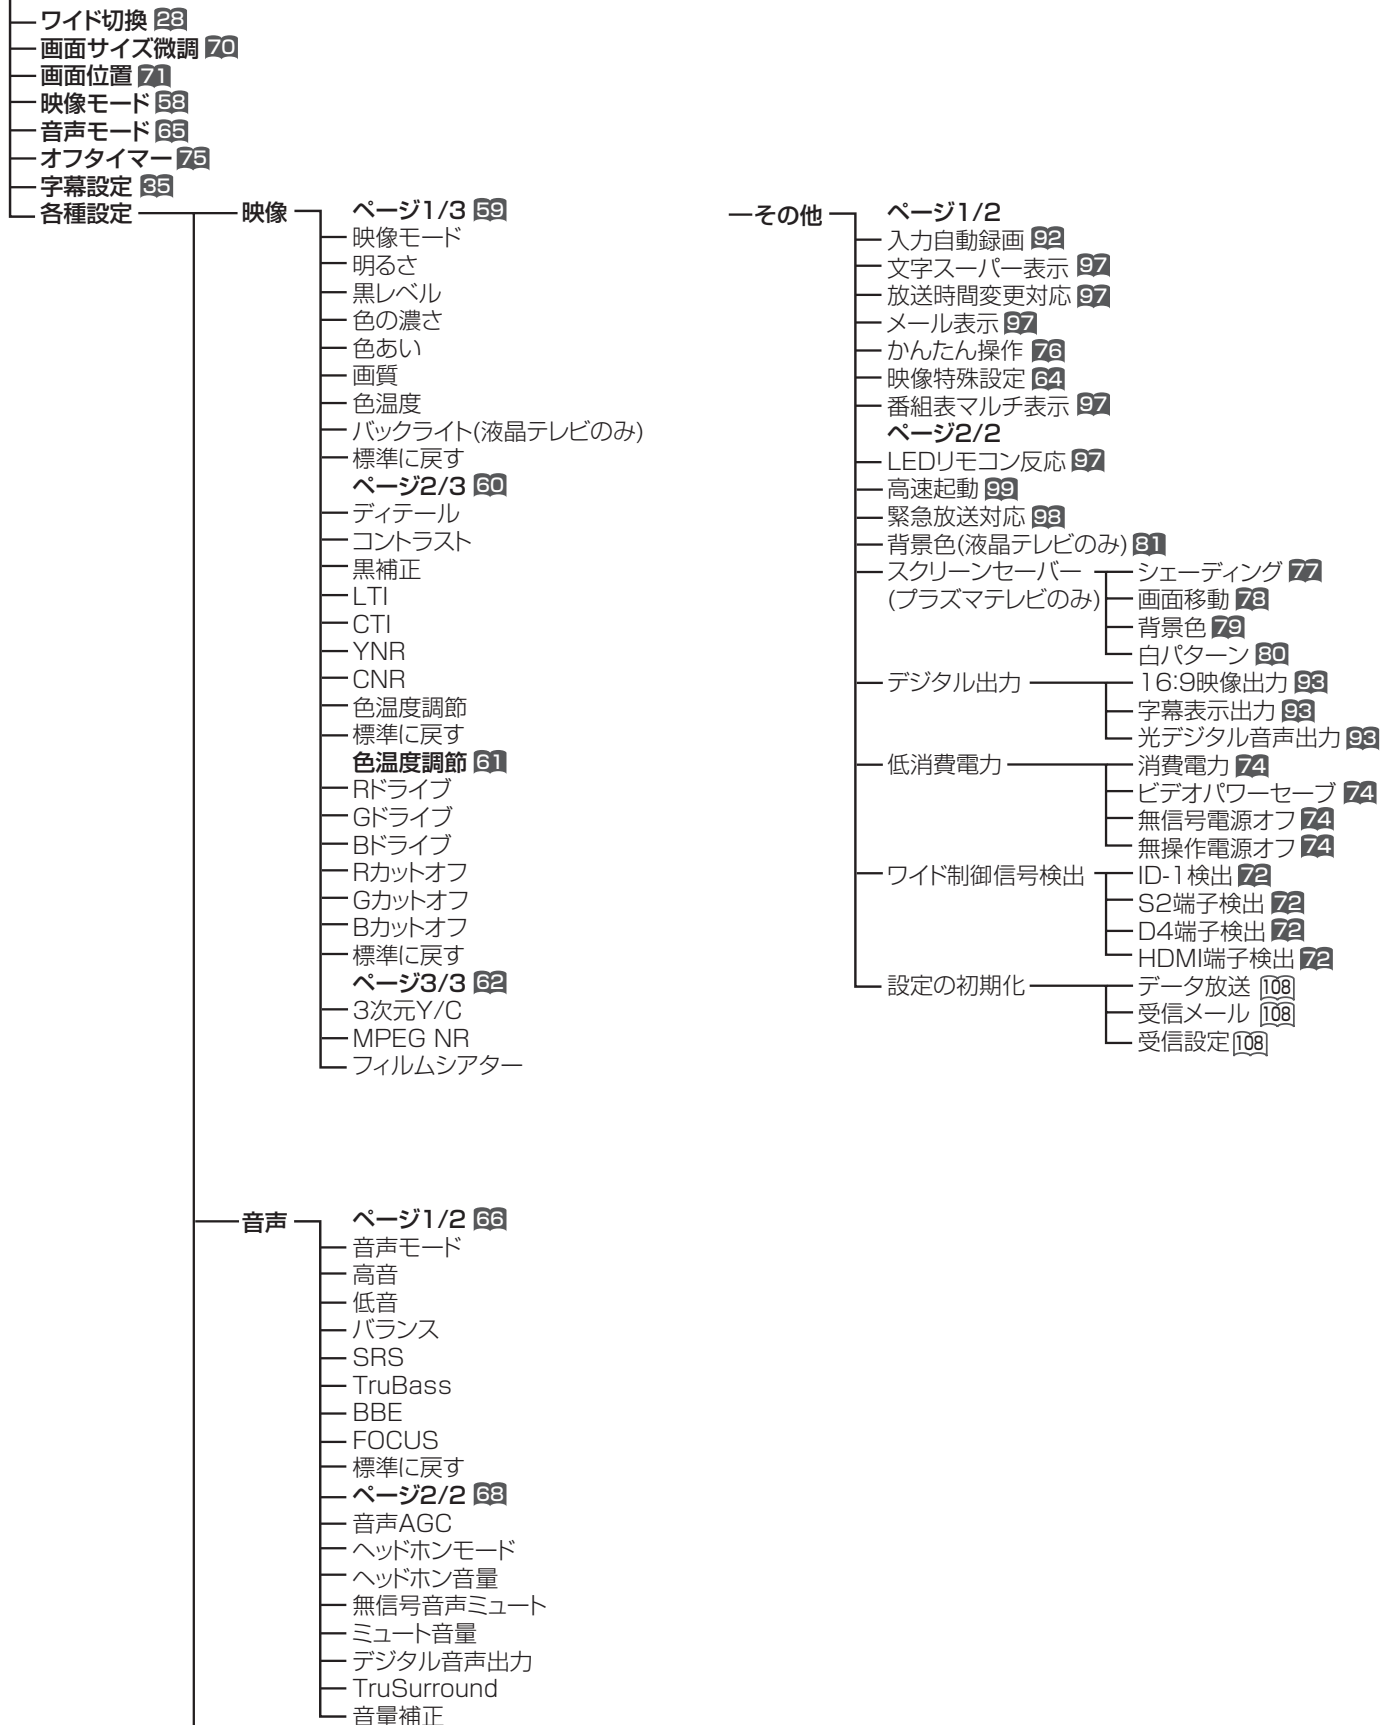 ワイド切換 28
画面サイズ微調 70
画面位置 71
映像モード 58
音声モード 65
オフタイマー 75
字幕設定 35
各種設定
映像
ページ1/3 59
映像モード
明るさ
黒レベル
色の濃さ
色あい
画質
色温度
バックライト(液晶テレビのみ)
標準に戻す
ページ2/3 60
ディテール
コントラスト
黒補正
LTI
CTI
YNR
CNR
色温度調節
標準に戻す
色温度調節 61
Rドライブ
Gドライブ
Bドライブ
Rカットオフ
Gカットオフ
Bカットオフ
標準に戻す
ページ3/3 62
3次元Y/C
MPEG NR
フィルムシアター
音声
ページ1/2 66
音声モード
高音
低音
バランス
SRS
TruBass
BBE
FOCUS
標準に戻す
ページ2/2 68
音声AGC
ヘッドホンモード
ヘッドホン音量
無信号音声ミュート
ミュート音量
デジタル音声出力
TruSurround
音量補正
その他
ページ1/2
入力自動録画 92
文字スーパー表示 97
放送時間変更対応 97
メール表示 97
かんたん操作 76
映像特殊設定 64
番組表マルチ表示 97
ページ2/2
LEDリモコン反応 97
高速起動 99
緊急放送対応 98
背景色(液晶テレビのみ) 81
スクリーンセーバー
(プラズマテレビのみ)
シェーディング 77
画面移動 78
背景色 79
白パターン 80
デジタル出力
16:9映像出力 93
字幕表示出力 93
光デジタル音声出力 93
低消費電力
消費電力 74
ビデオパワーセーブ 74
無信号電源オフ 74
無操作電源オフ 74
ワイド制御信号検出
ID-1検出 72
S2端子検出 72
D4端子検出 72
HDMI端子検出 72
設定の初期化
データ放送 108
受信メール 108
受信設定 108